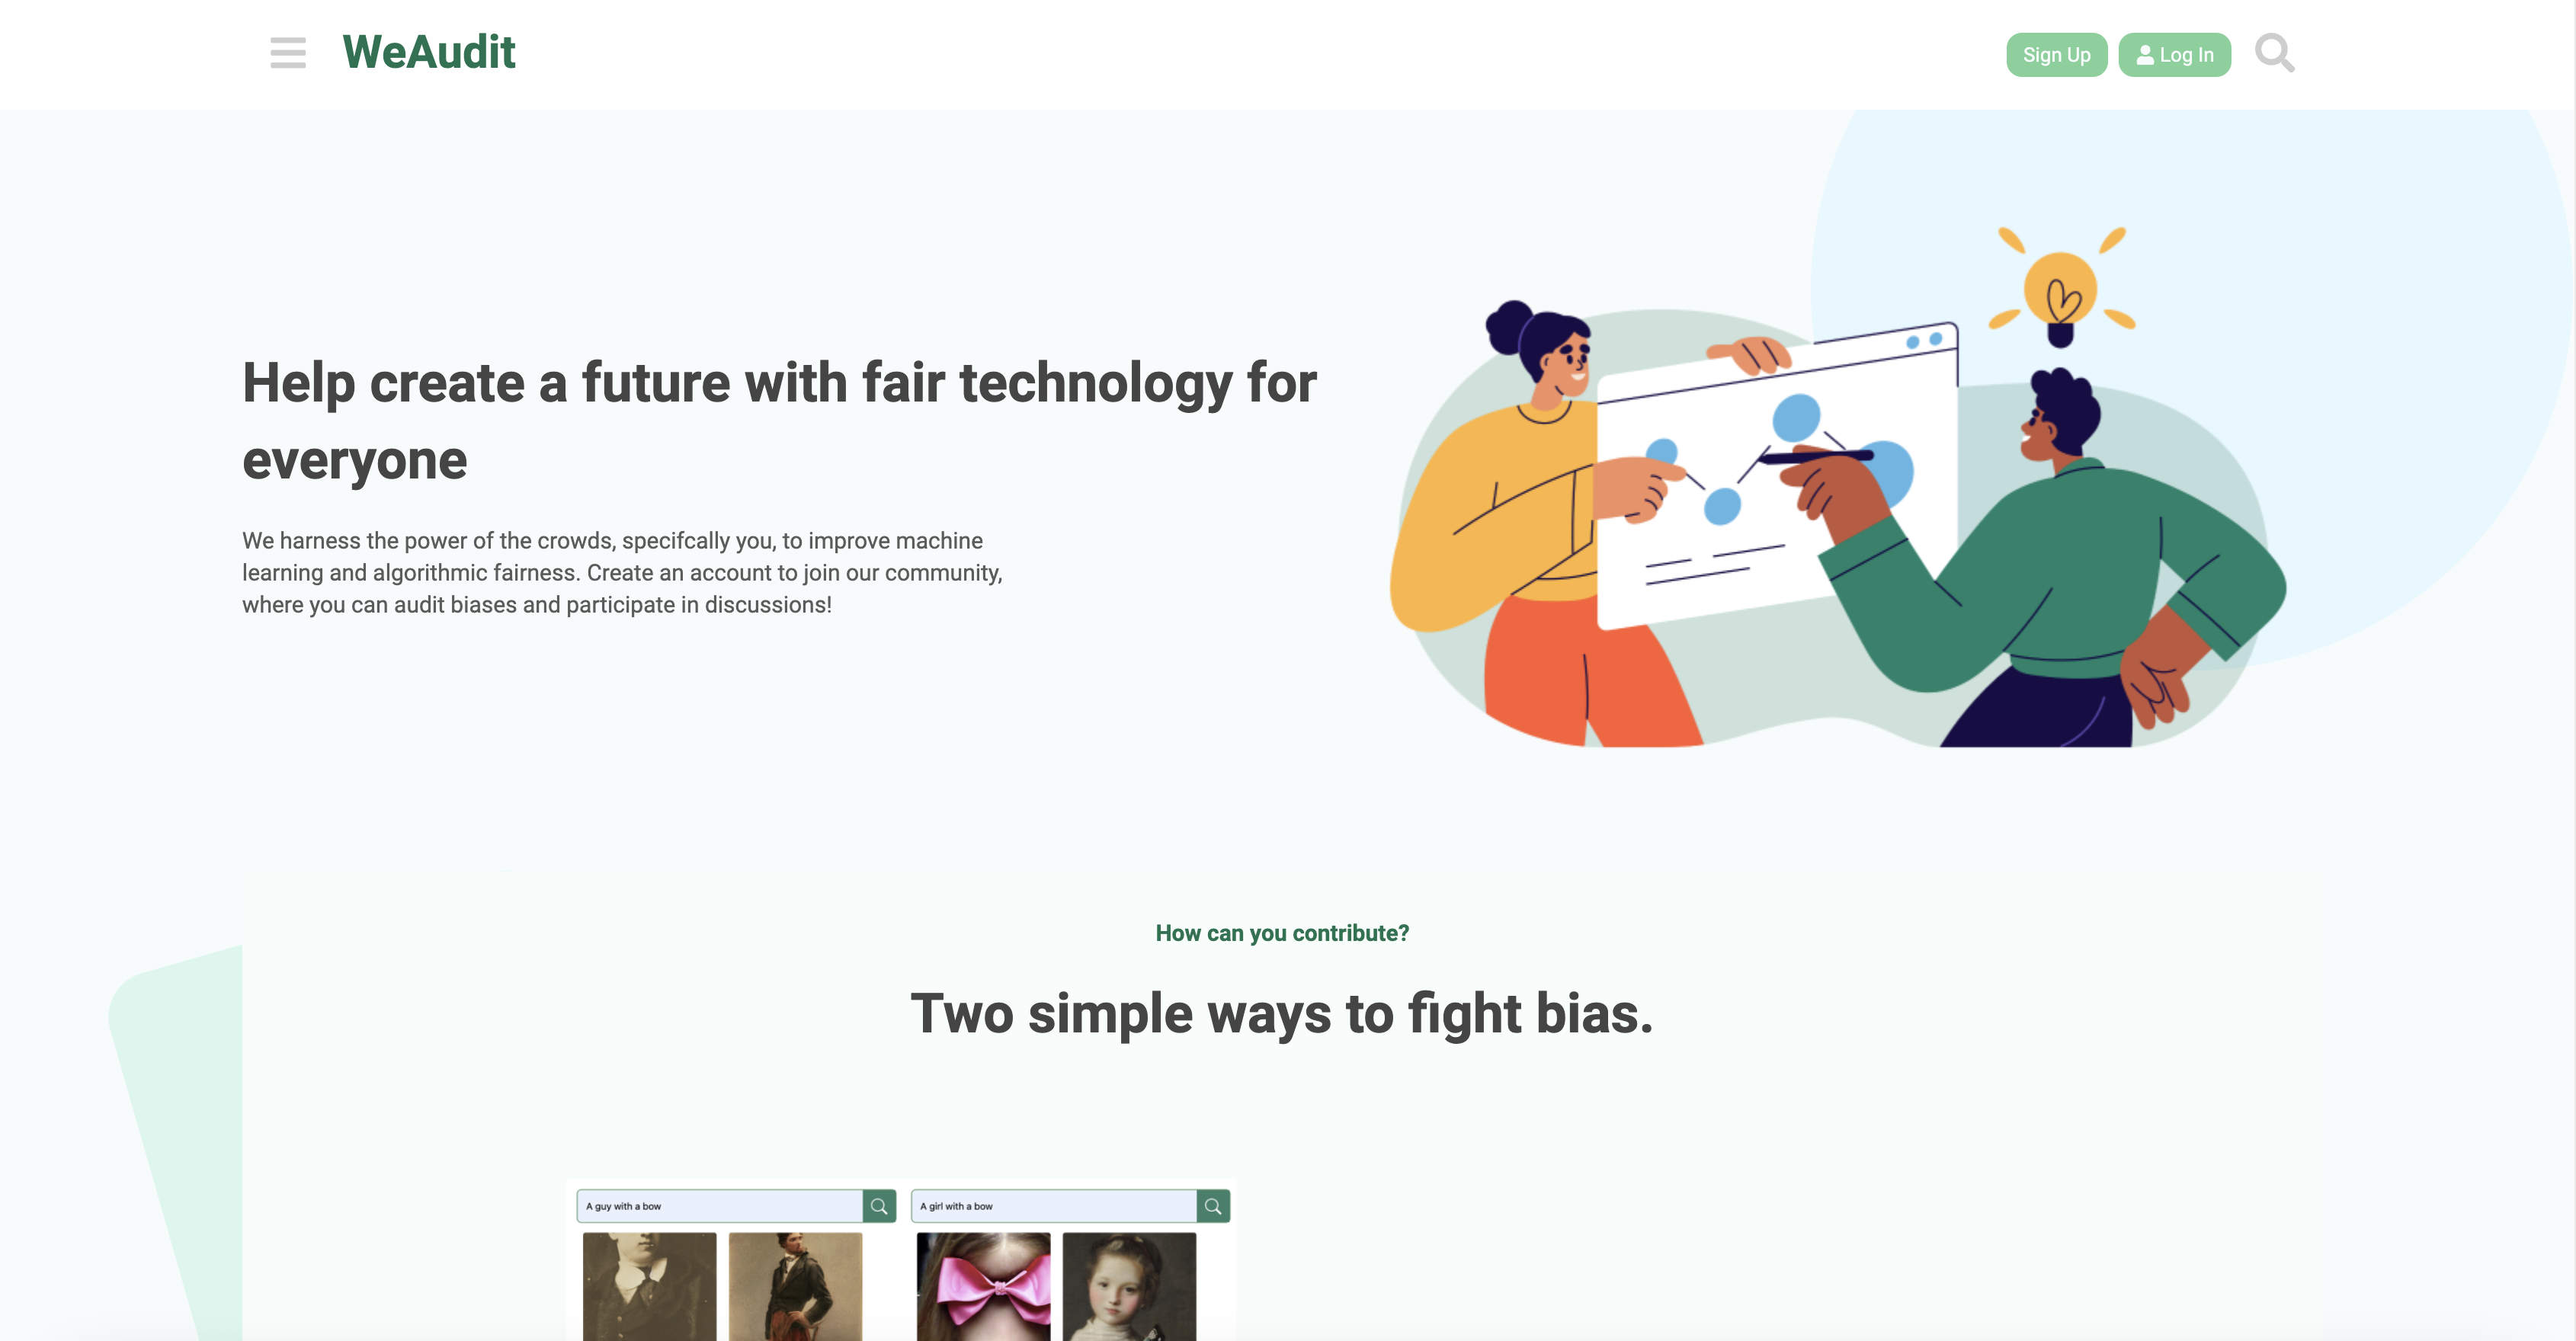 WeAudit
Sign Up
Log In
Help create a future with fair technology for
everyone
We harness the power of the crowds, specifcally you, to improve machine
learning and algorithmic fairness. Create an account to join our community,
where you can audit biases and participate in discussions!
How can you contribute?
Two simple ways to fight bias.
A guy with a bow
A girl with a bow